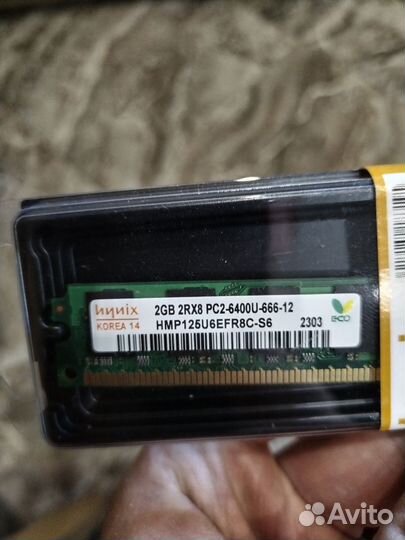 hynix
KOREA 14
2GB 2RX8 PC2-6400U-666-12
HMP125U6EFR8C-S6 2303
ECO
Avito